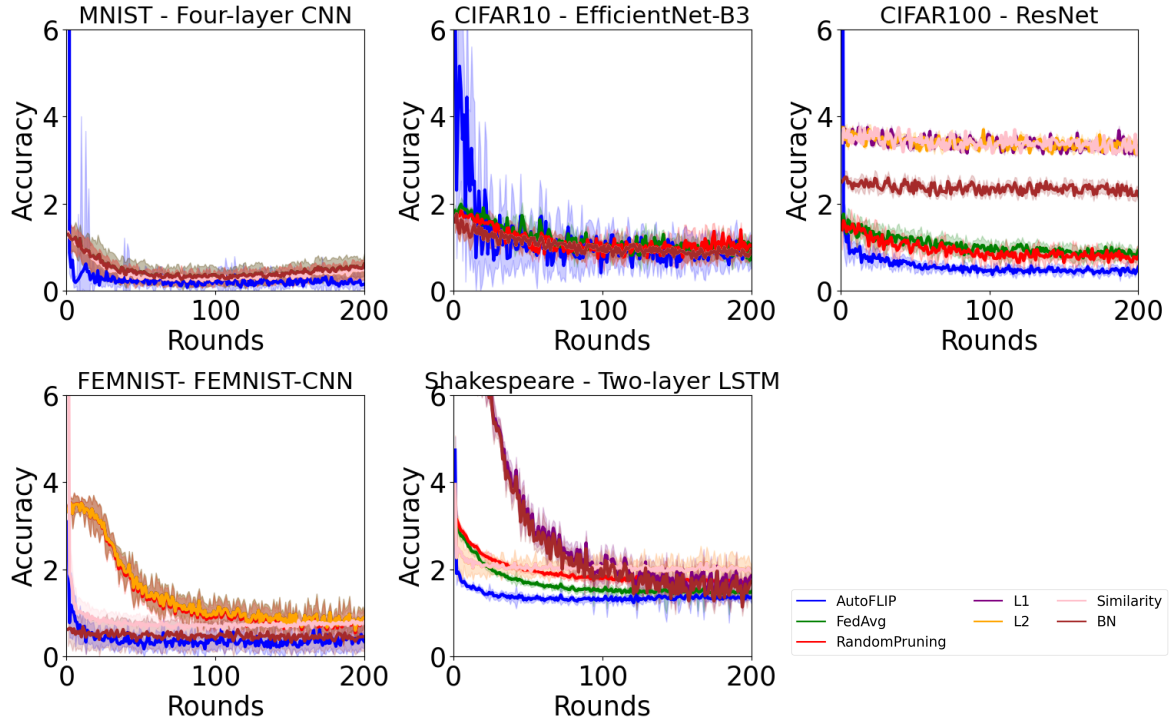 MNIST - Four-layer CNN
6
4
2
0
Accuracy
0 100 200
Rounds
CIFAR10 - EfficientNet-B3
6
4
2
0
Accuracy
0 100 200
Rounds
CIFAR100 - ResNet
6
4
2
0
Accuracy
0 100 200
Rounds
FEMNIST- FEMNIST-CNN
6
4
2
0
Accuracy
0 100 200
Rounds
Shakespeare - Two-layer LSTM
6
4
2
0
Accuracy
0 100 200
Rounds
AutoFLIP
FedAvg
RandomPruning
L1
L2
Similarity
BN